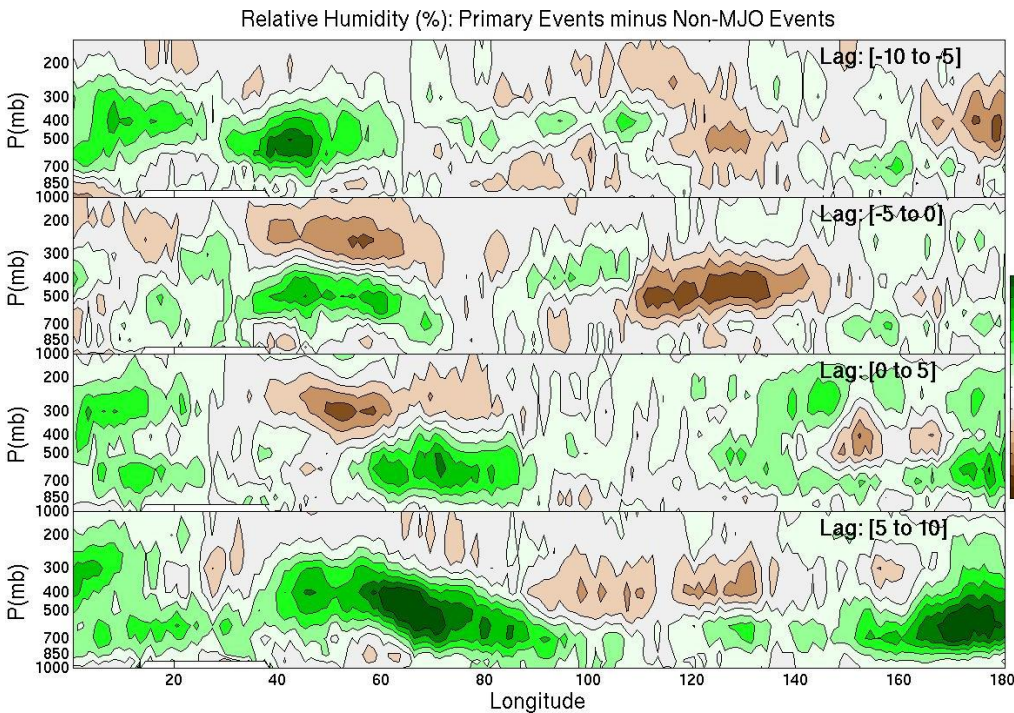 Relative Humidity (%): Primary Events minus Non-MJO Events
Lag: [-10 to -5]
P(mb)
200
300
400
500
700
850
1000
Lag: [-5 to 0]
P(mb)
200
300
400
500
700
850
1000
Lag: [0 to 5]
P(mb)
200
300
400
500
700
850
1000
Lag: [5 to 10]
P(mb)
200
300
400
500
700
850
1000
20 40 60 80 100 120 140 160 180
Longitude